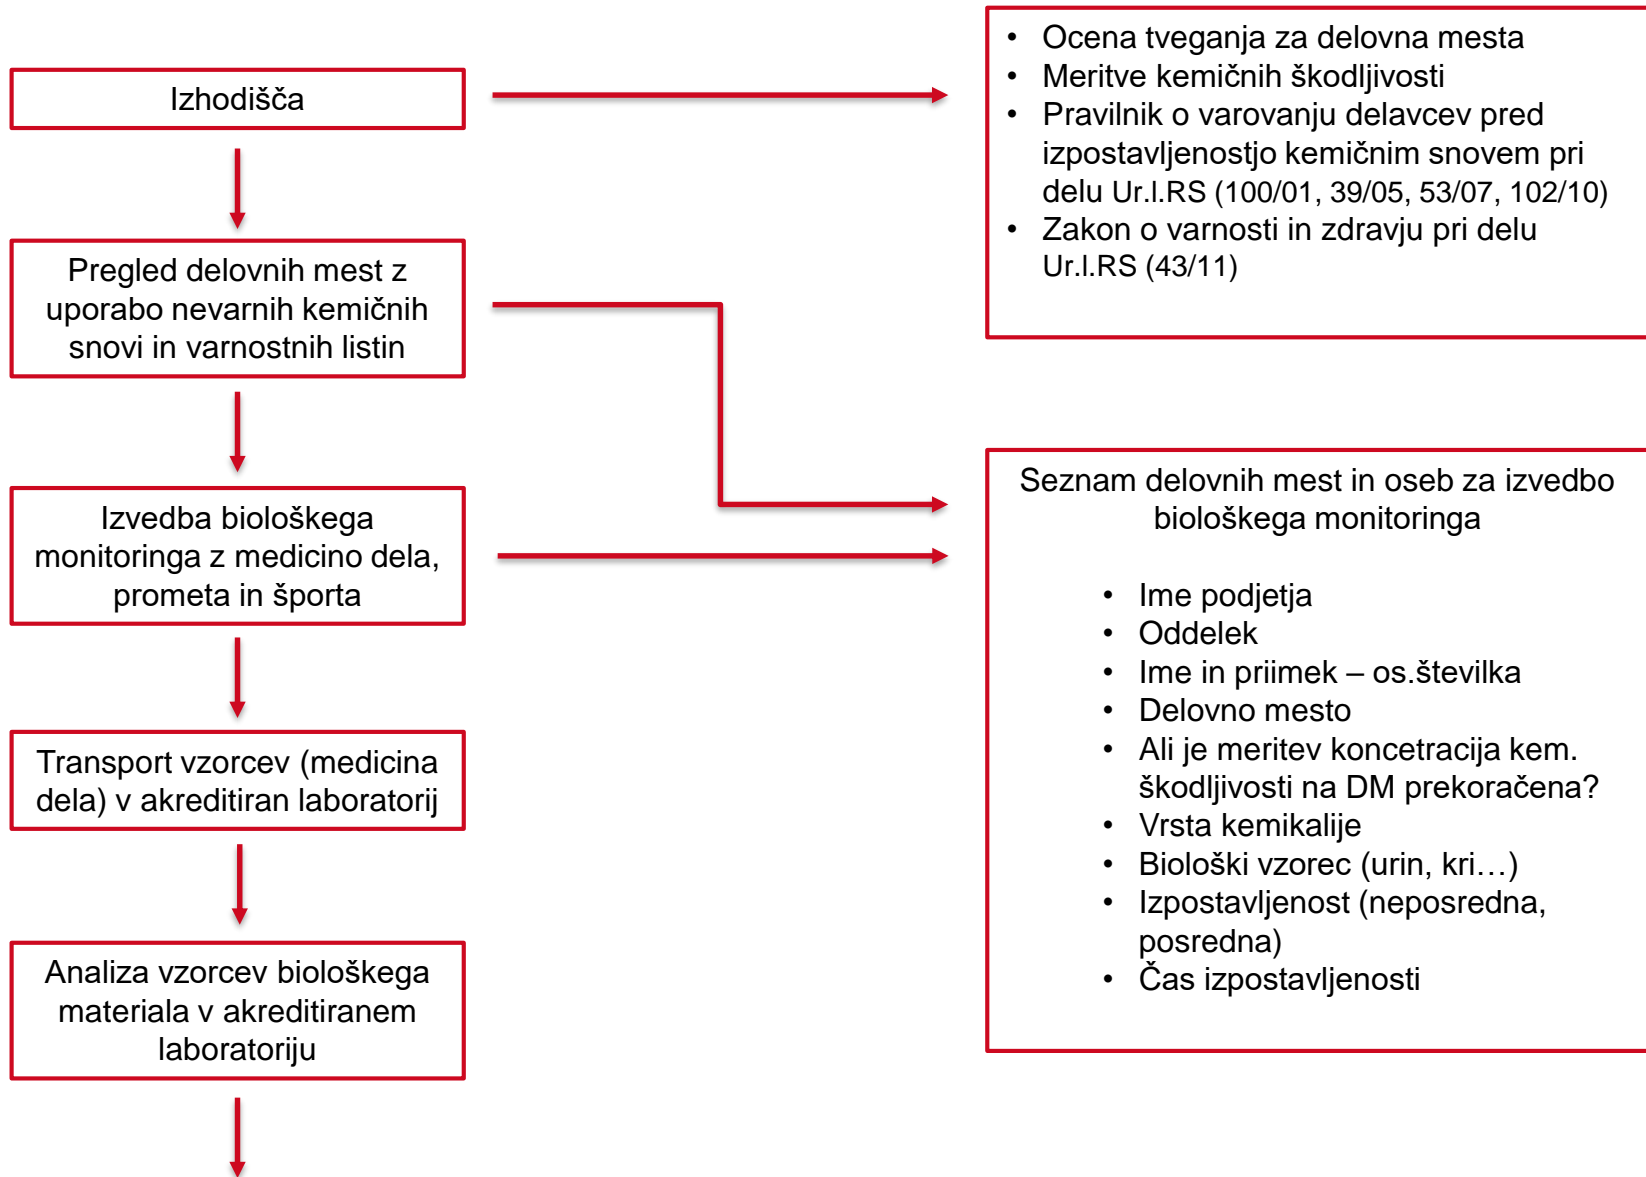 Izhodišča
• Ocena tveganja za delovna mesta
• Meritve kemičnih škodljivosti
• Pravilnik o varovanju delavcev pred
izpostavljenostjo kemičnim snovem pri
delu Ur.l.RS (100/01, 39/05, 53/07, 102/10)
• Zakon o varnosti in zdravju pri delu
Ur.l.RS (43/11)
Pregled delovnih mest z
uporabo nevarnih kemičnih
snovi in varnostnih listin
Izvedba biološkega
monitoringa z medicino dela,
prometa in športa
Seznam delovnih mest in oseb za izvedbo
biološkega monitoringa
• Ime podjetja
• Oddelek
• Ime in priimek – os.številka
• Delovno mesto
• Ali je meritev koncetracija kem.
škodljivosti na DM prekoračena?
• Vrsta kemikalije
• Biološki vzorec (urin, kri…)
• Izpostavljenost (neposredna,
posredna)
• Čas izpostavljenosti
Transport vzorcev (medicina
dela) v akreditiran laboratorij
Analiza vzorcev biološkega
materiala v akreditiranem
laboratoriju